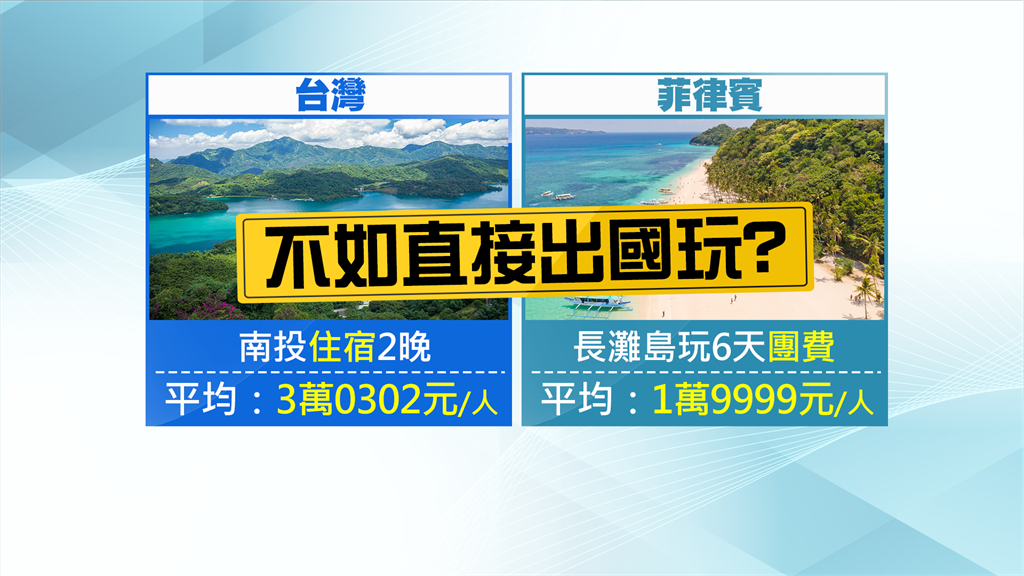 台灣
菲律賓
不如直接出國玩?
南投住宿2晚
平均：3萬0302元/人
長灘島玩6天團費
平均：1萬9999元/人